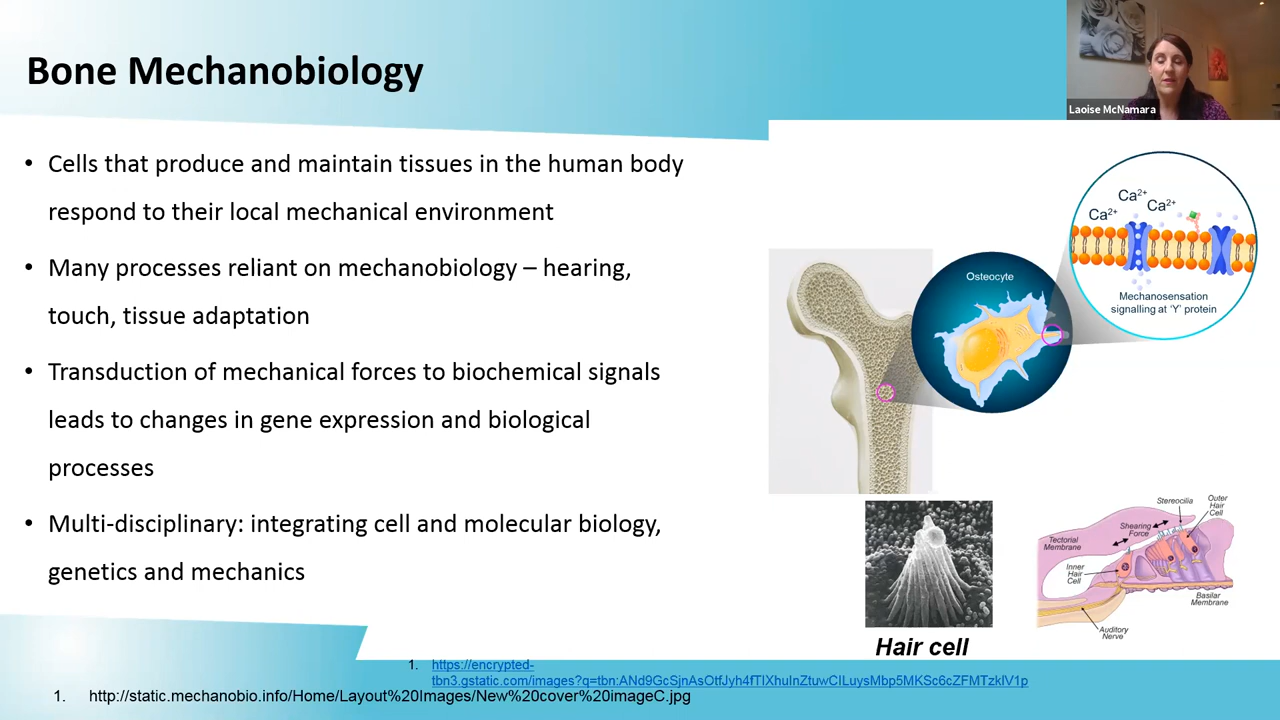 Bone Mechanobiology
Laoise McNamara
• Cells that produce and maintain tissues in the human body
respond to their local mechanical environment
• Many processes reliant on mechanobiology – hearing,
touch, tissue adaptation
• Transduction of mechanical forces to biochemical signals
leads to changes in gene expression and biological
processes
• Multi-disciplinary: integrating cell and molecular biology,
genetics and mechanics
Ca2+
Ca2+
Ca2+
Mechanosensation
signalling at 'Y' protein
Osteocyte
Hair cell
Stereocilia
Outer
Hair
Cell
Shearing
Force
Tectorial
Membrane
Inner
Hair
Cell
Basilar
Membrane
Auditory
Nerve
1. https://encrypted-
tbn3.gstatic.com/images?q=tbn:ANd9GcSjnAsOtfJyh4fTIXhuInZtuwCILuysMbp5MKSc6cZFMTzklV1p
1. http://static.mechanobio.info/Home/Layout%20Images/New%20cover%20imageC.jpg